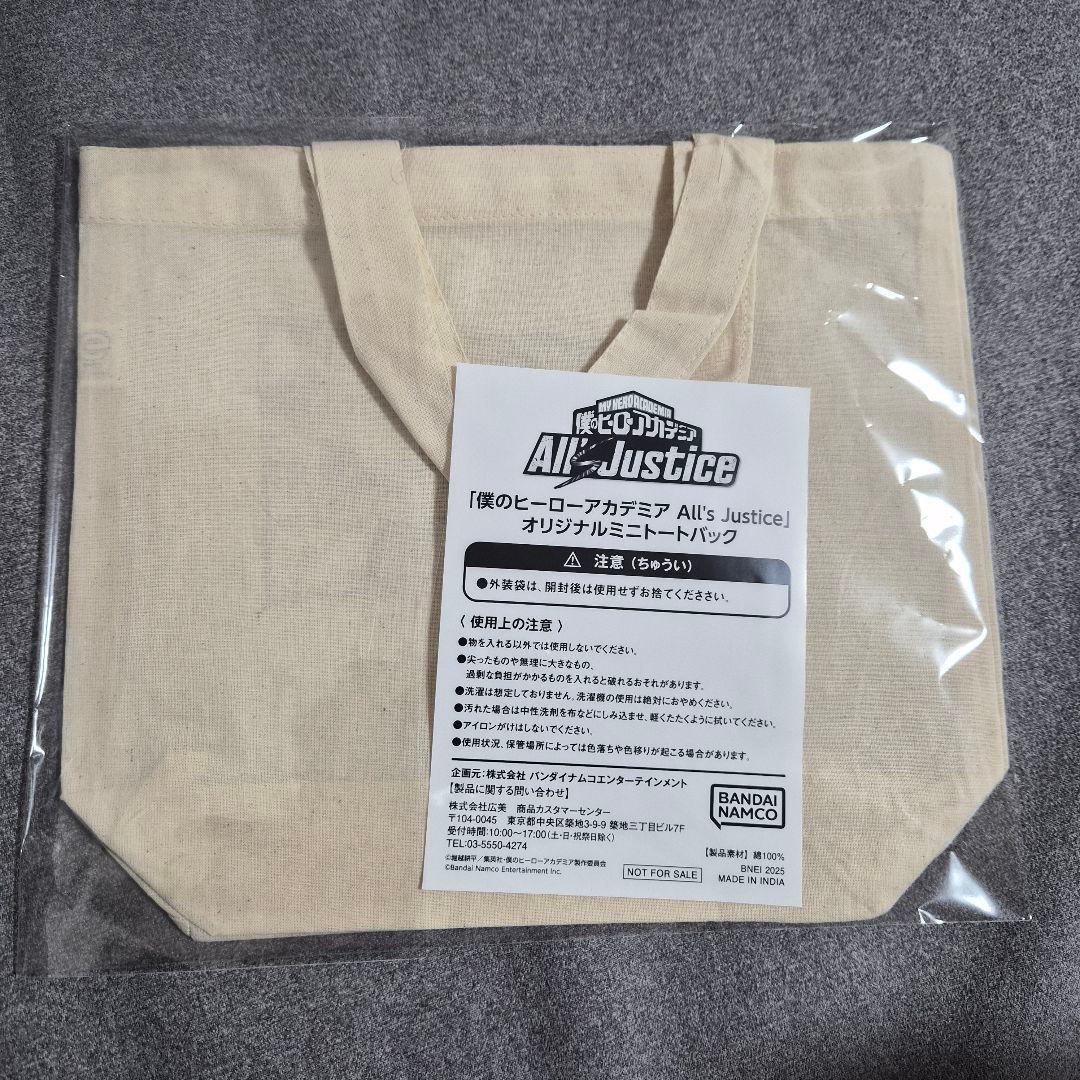 MY HERO ACADEMIA
僕のヒーローアカデミア
All's Justice
「僕のヒーローアカデミア All's Justice」
オリジナルミニトートバック
⚠ 注意(ちゅうい)
●外装袋は、開封後は使用せずお捨てくだささい。
〈 使用上の注意 〉
●物を入れる以外では使用しないでください。
●尖ったものや無理に大きなもの、
過剰な負担がかかるものを入れると破れるおそれがあります。
●洗濯は想定しておりません。洗濯機の使用は絶対におやめください。
●汚れた場合は中性洗剤を布などにしみ込ませ、軽くたたくように拭いてください。
●アイロンがけはしないでください。
●使用状況、保管場所によっては色落ちや色移りが起こる場合があります。
企画元:株式会社 バンダイナムコエンターテインメント
【製品に関する問い合わせ】
株式会社広美 商品カスタマーセンター
〒104-0045 東京都中央区築地3-9-9 築地三丁目ビル7F
受付時間:10:00～17:00(土・日・祝祭日除く)
TEL:03-5550-4274
©堀越耕平／集英社・僕のヒーローアカデミア製作委員会
©Bandai Namco Entertainment Inc.
BANDAI
NAMCO
【製品素材】綿100%
BNEI 2025
NOT FOR SALE
MADE IN INDIA